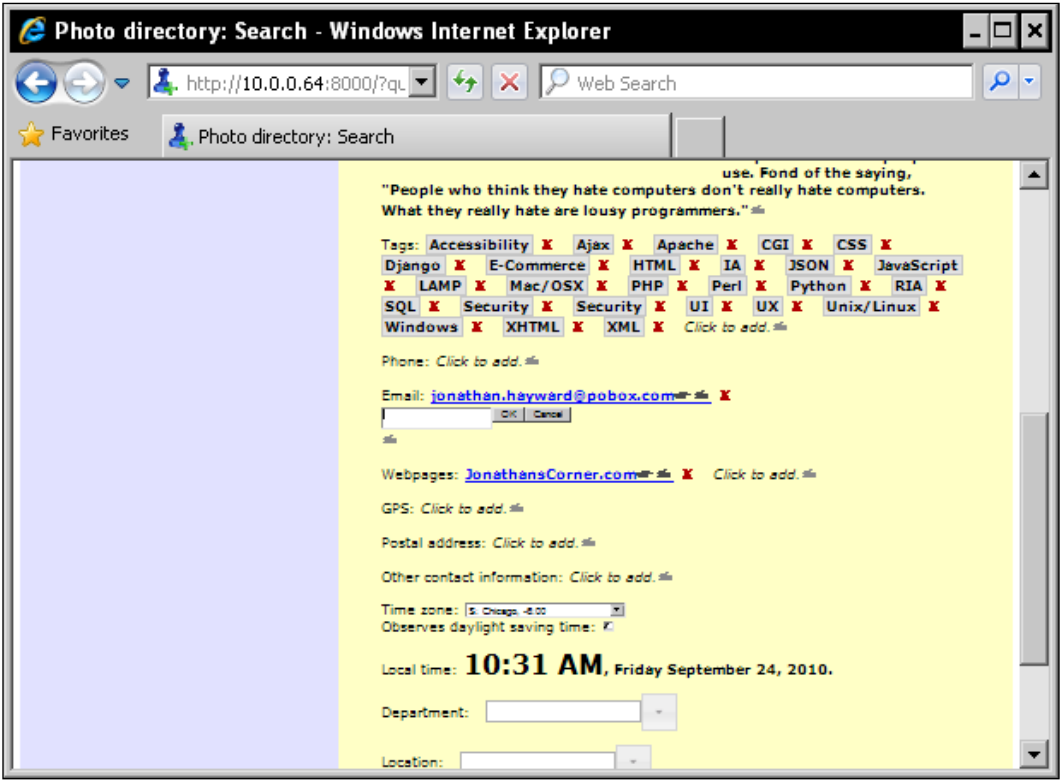 Photo directory: Search - Windows Internet Explorer
http://10.0.0.64:8000/?qu
Web Search
Favorites
Photo directory: Search
use. Fond of the saying,
"People who think they hate computers don't really hate computers.
What they really hate are lousy programmers."
Tags: Accessibility X Ajax X Apache X CGI X CSS X
Django X E-Commerce X HTML X IA X JSON X JavaScript
X LAMP X Mac/OSX X PHP X Perl X Python X RIA X
SQL X Security X Security X UI X UX X Unix/Linux X
Windows X XHTML X XML X Click to add.
Phone: Click to add.
Email: jonathan.hayward@pobox.com X
OK Cancel
Webpages: JonathansCorner.com X Click to add.
GPS: Click to add.
Postal address: Click to add.
Other contact information: Click to add.
Time zone: S: Chicago, -6.00
Observes daylight saving time:
Local time: 10:31 AM, Friday September 24, 2010.
Department:
Location: